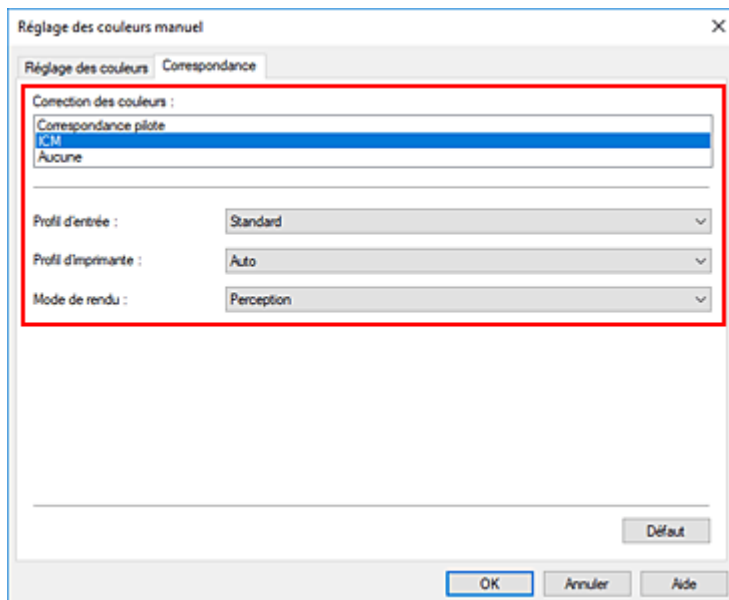 Réglage des couleurs manuel
Réglage des couleurs Correspondance
Correction des couleurs :
Correspondance pilote
ICM
Aucune
Profil d'entrée : Standard
Profil d'imprimante : Auto
Mode de rendu : Perception
Défaut
OK Annuler Aide